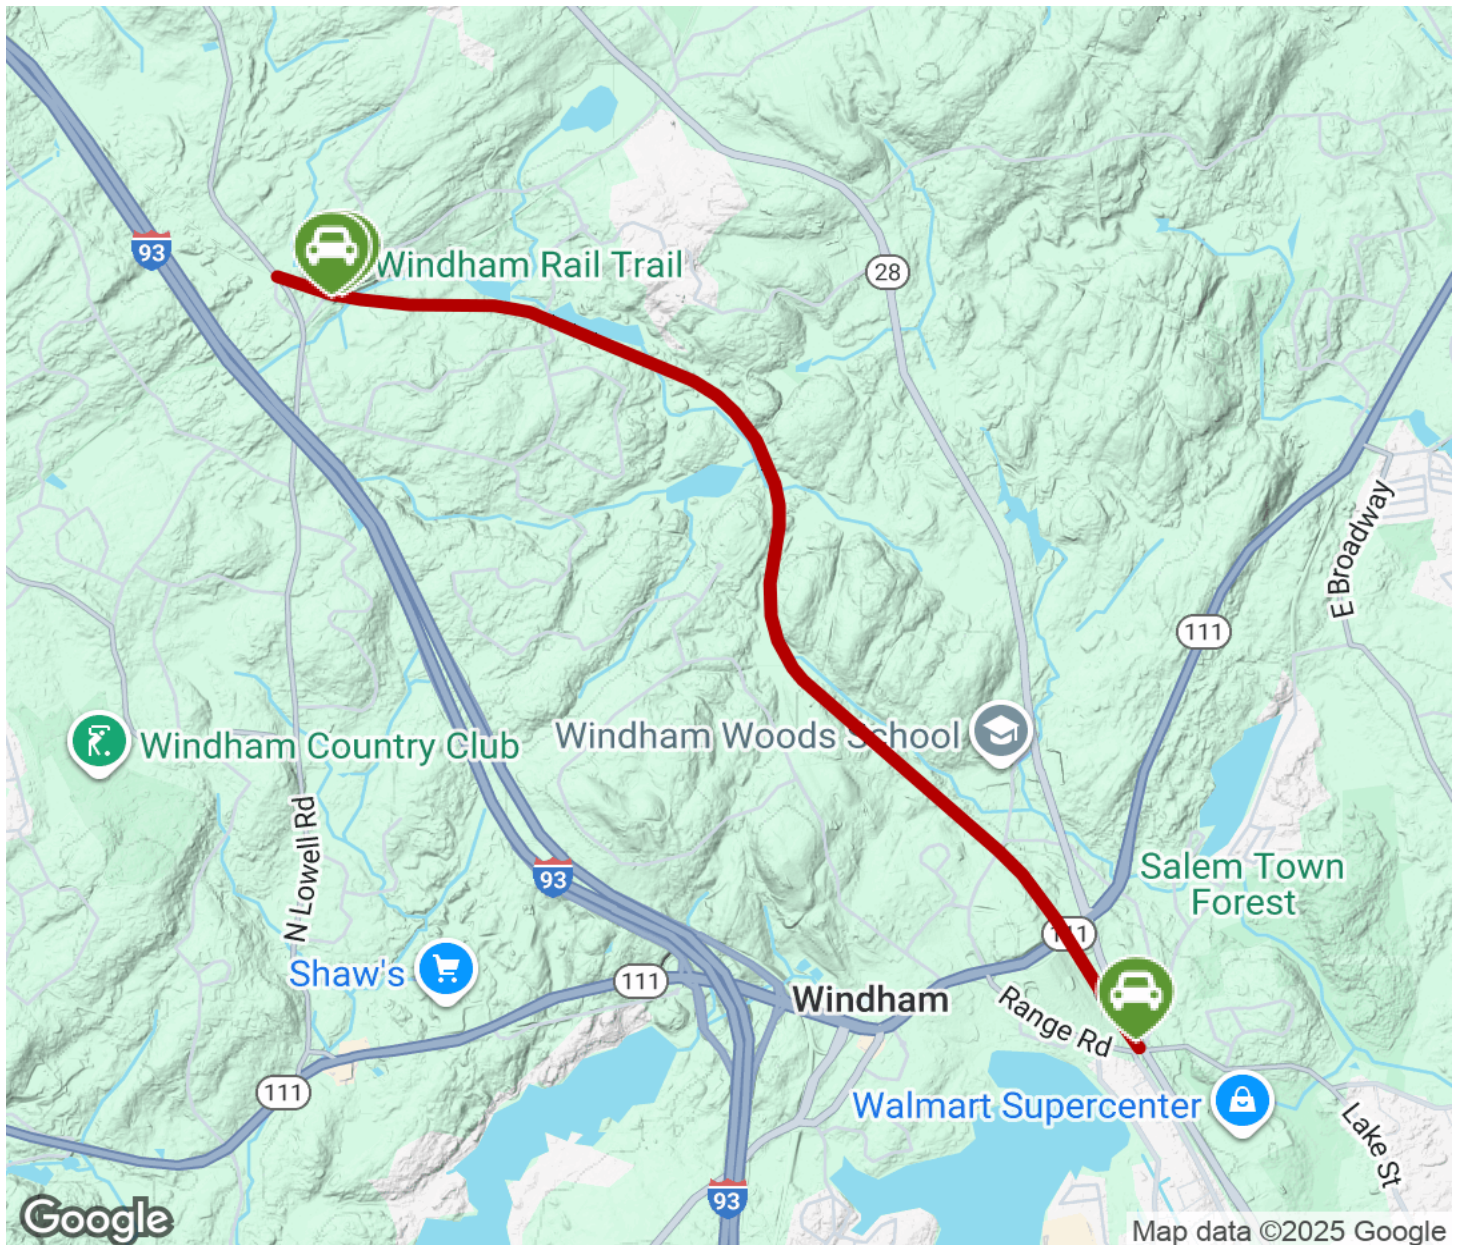 93
Windham Rail Trail
28
E Broadway
111
Windham Woods School
Windham Country Club
N Lowell Rd
93
Salem Town
Forest
111
Shaw's
111
Windham
Range Rd
111
Walmart Supercenter
Lake St
93
Google
Map data ©2025 Google